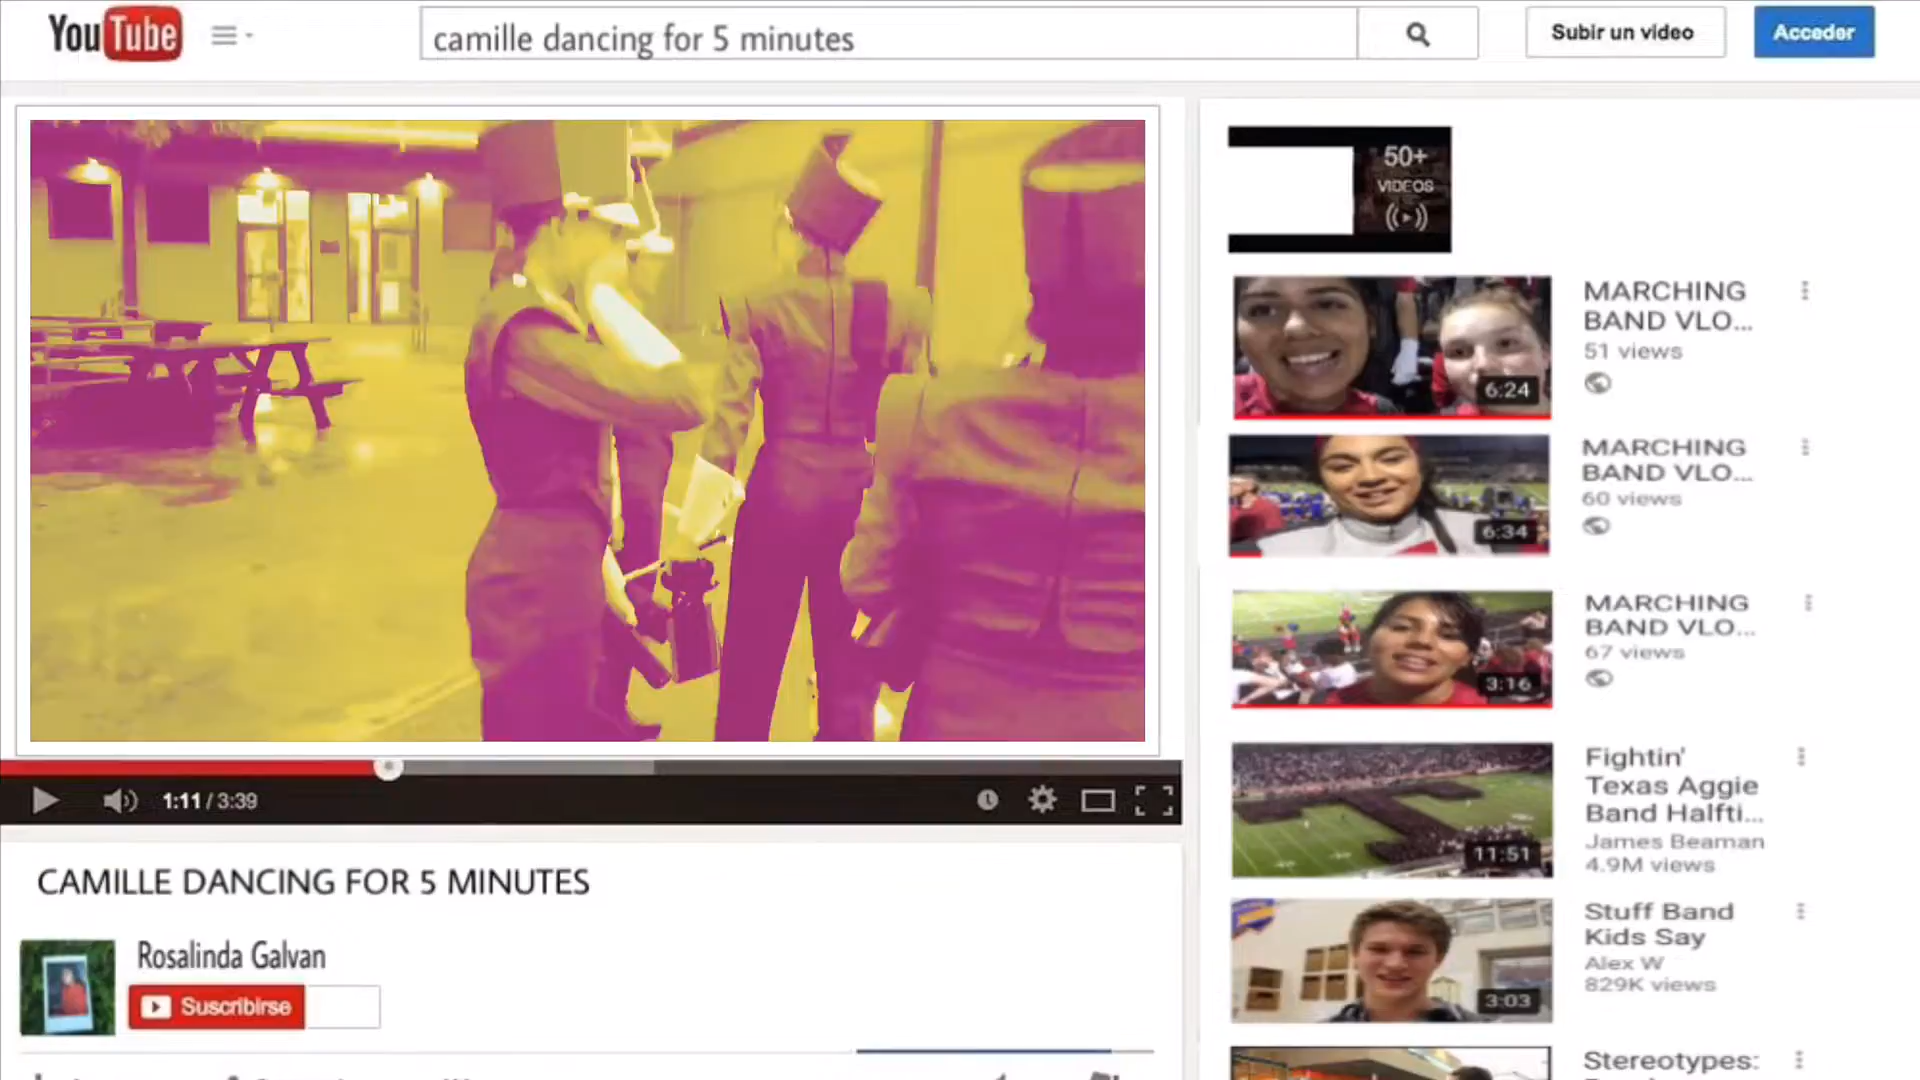 YouTube
camille dancing for 5 minutes
Subir un video
Acceder
50+
VIDEOS
MARCHING
BAND VLO...
51 views
6:24
MARCHING
BAND VLO...
60 views
6:34
MARCHING
BAND VLO...
67 views
3:16
1:11 / 3:39
Fightin'
Texas Aggie
Band Halfti...
James Beaman
4.9M views
11:51
CAMILLE DANCING FOR 5 MINUTES
Rosalinda Galvan
Suscribirse
Stuff Band
Kids Say
Alex W
829K views
3:03
Stereotypes: